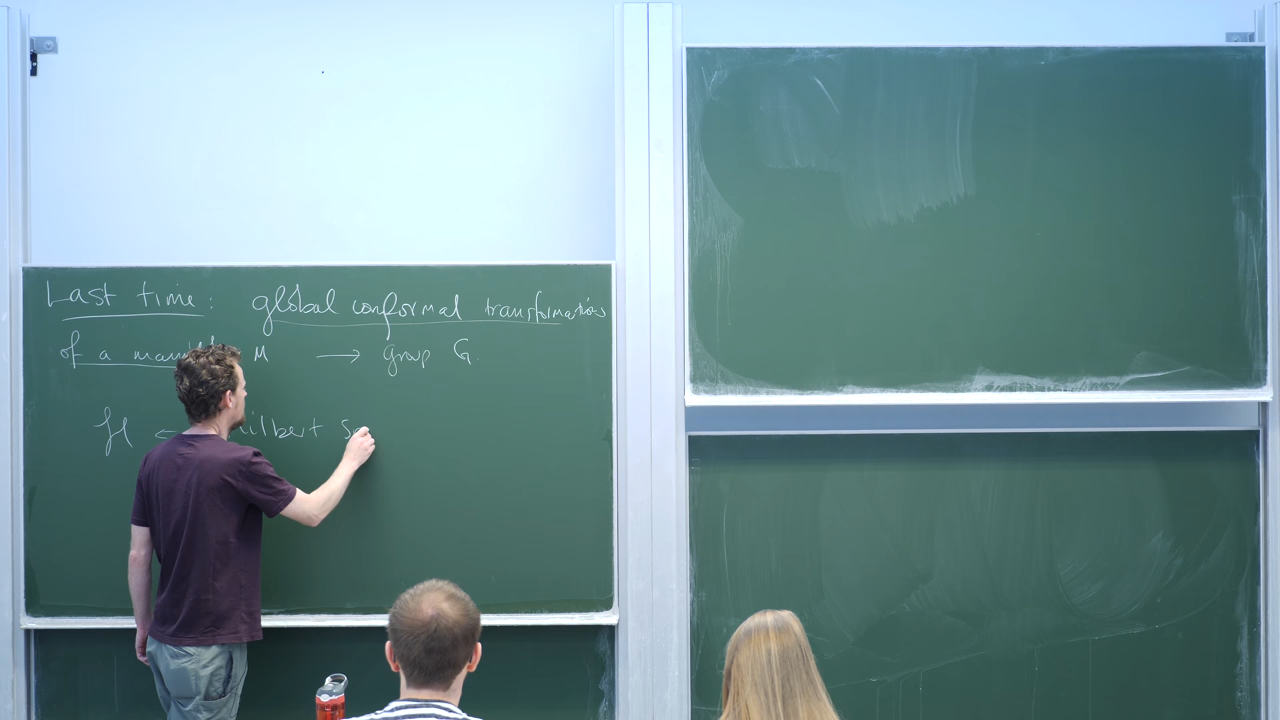 Last time: global conformal transformations
of a M → group G.
H ← ilbert